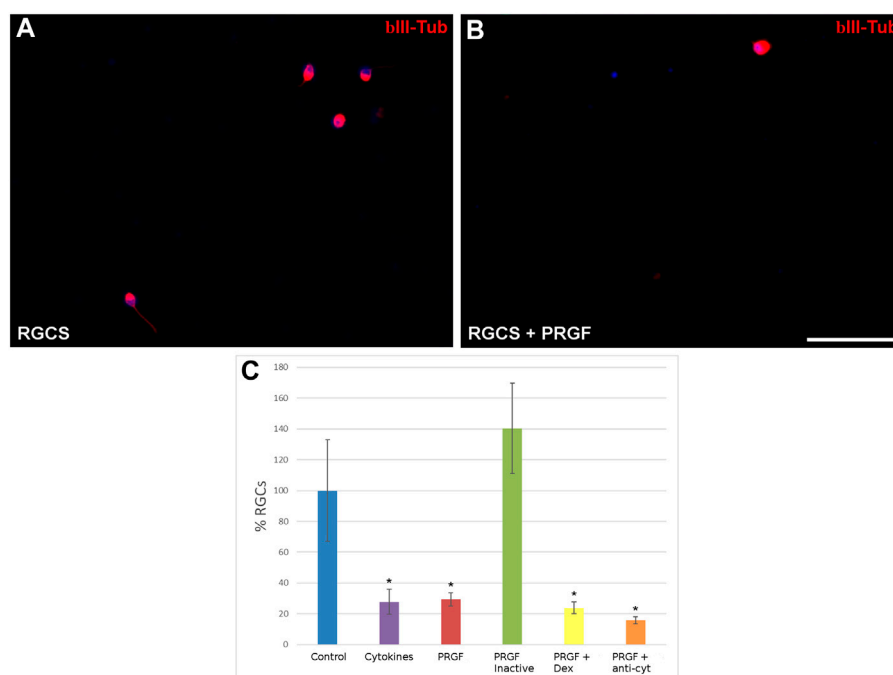 A
bIII-Tub
RGCS
B
bIII-Tub
RGCS + PRGF
C
180
160
140
120
100
80
60
40
20
0
% RGCs
*
*
*
*
Control
Cytokines
PRGF
PRGF
Inactive
PRGF +
Dex
PRGF +
anti-cyt